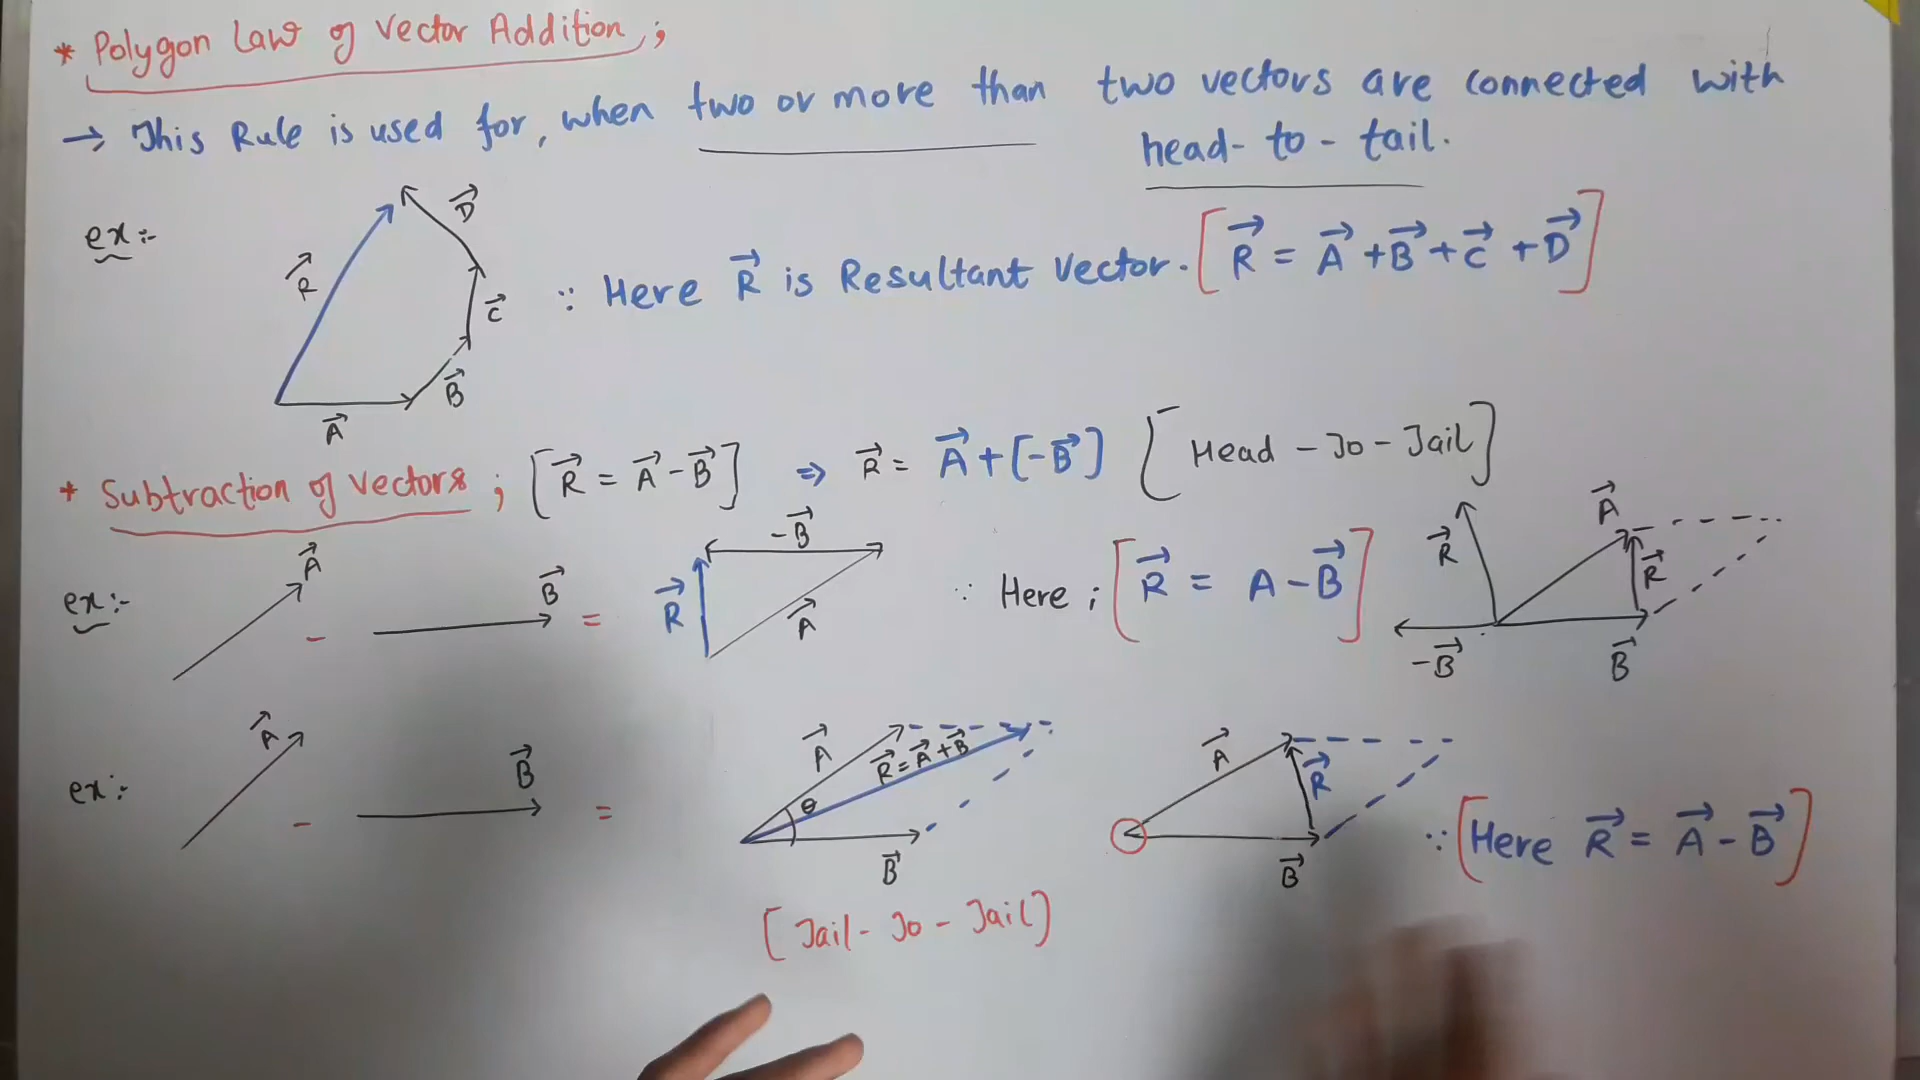 * Polygon Law of Vector Addition ;
→ This Rule is used for, when two or more than two vectors are connected with
head-to-tail.
ex:-
R⃗
D⃗
C⃗
B⃗
A⃗
∵ Here R⃗ is Resultant Vector. [R⃗ = A⃗ + B⃗ + C⃗ + D⃗]
* Subtraction of vectors ; [R⃗ = A⃗ - B⃗] ⇒ R⃗ = A⃗ + [-B⃗] [Head - To - Tail]
ex:-
A⃗
-
B⃗
=
R⃗
-B⃗
A⃗
∵ Here ; [R⃗ = A - B⃗]
R⃗
A⃗
R⃗
-B⃗
B⃗
ex:-
A⃗
-
B⃗
=
A⃗
R⃗ = A⃗ + B⃗
θ
B⃗
A⃗
R⃗
B⃗
∵ [Here R⃗ = A⃗ - B⃗]
[Tail - To - Tail]